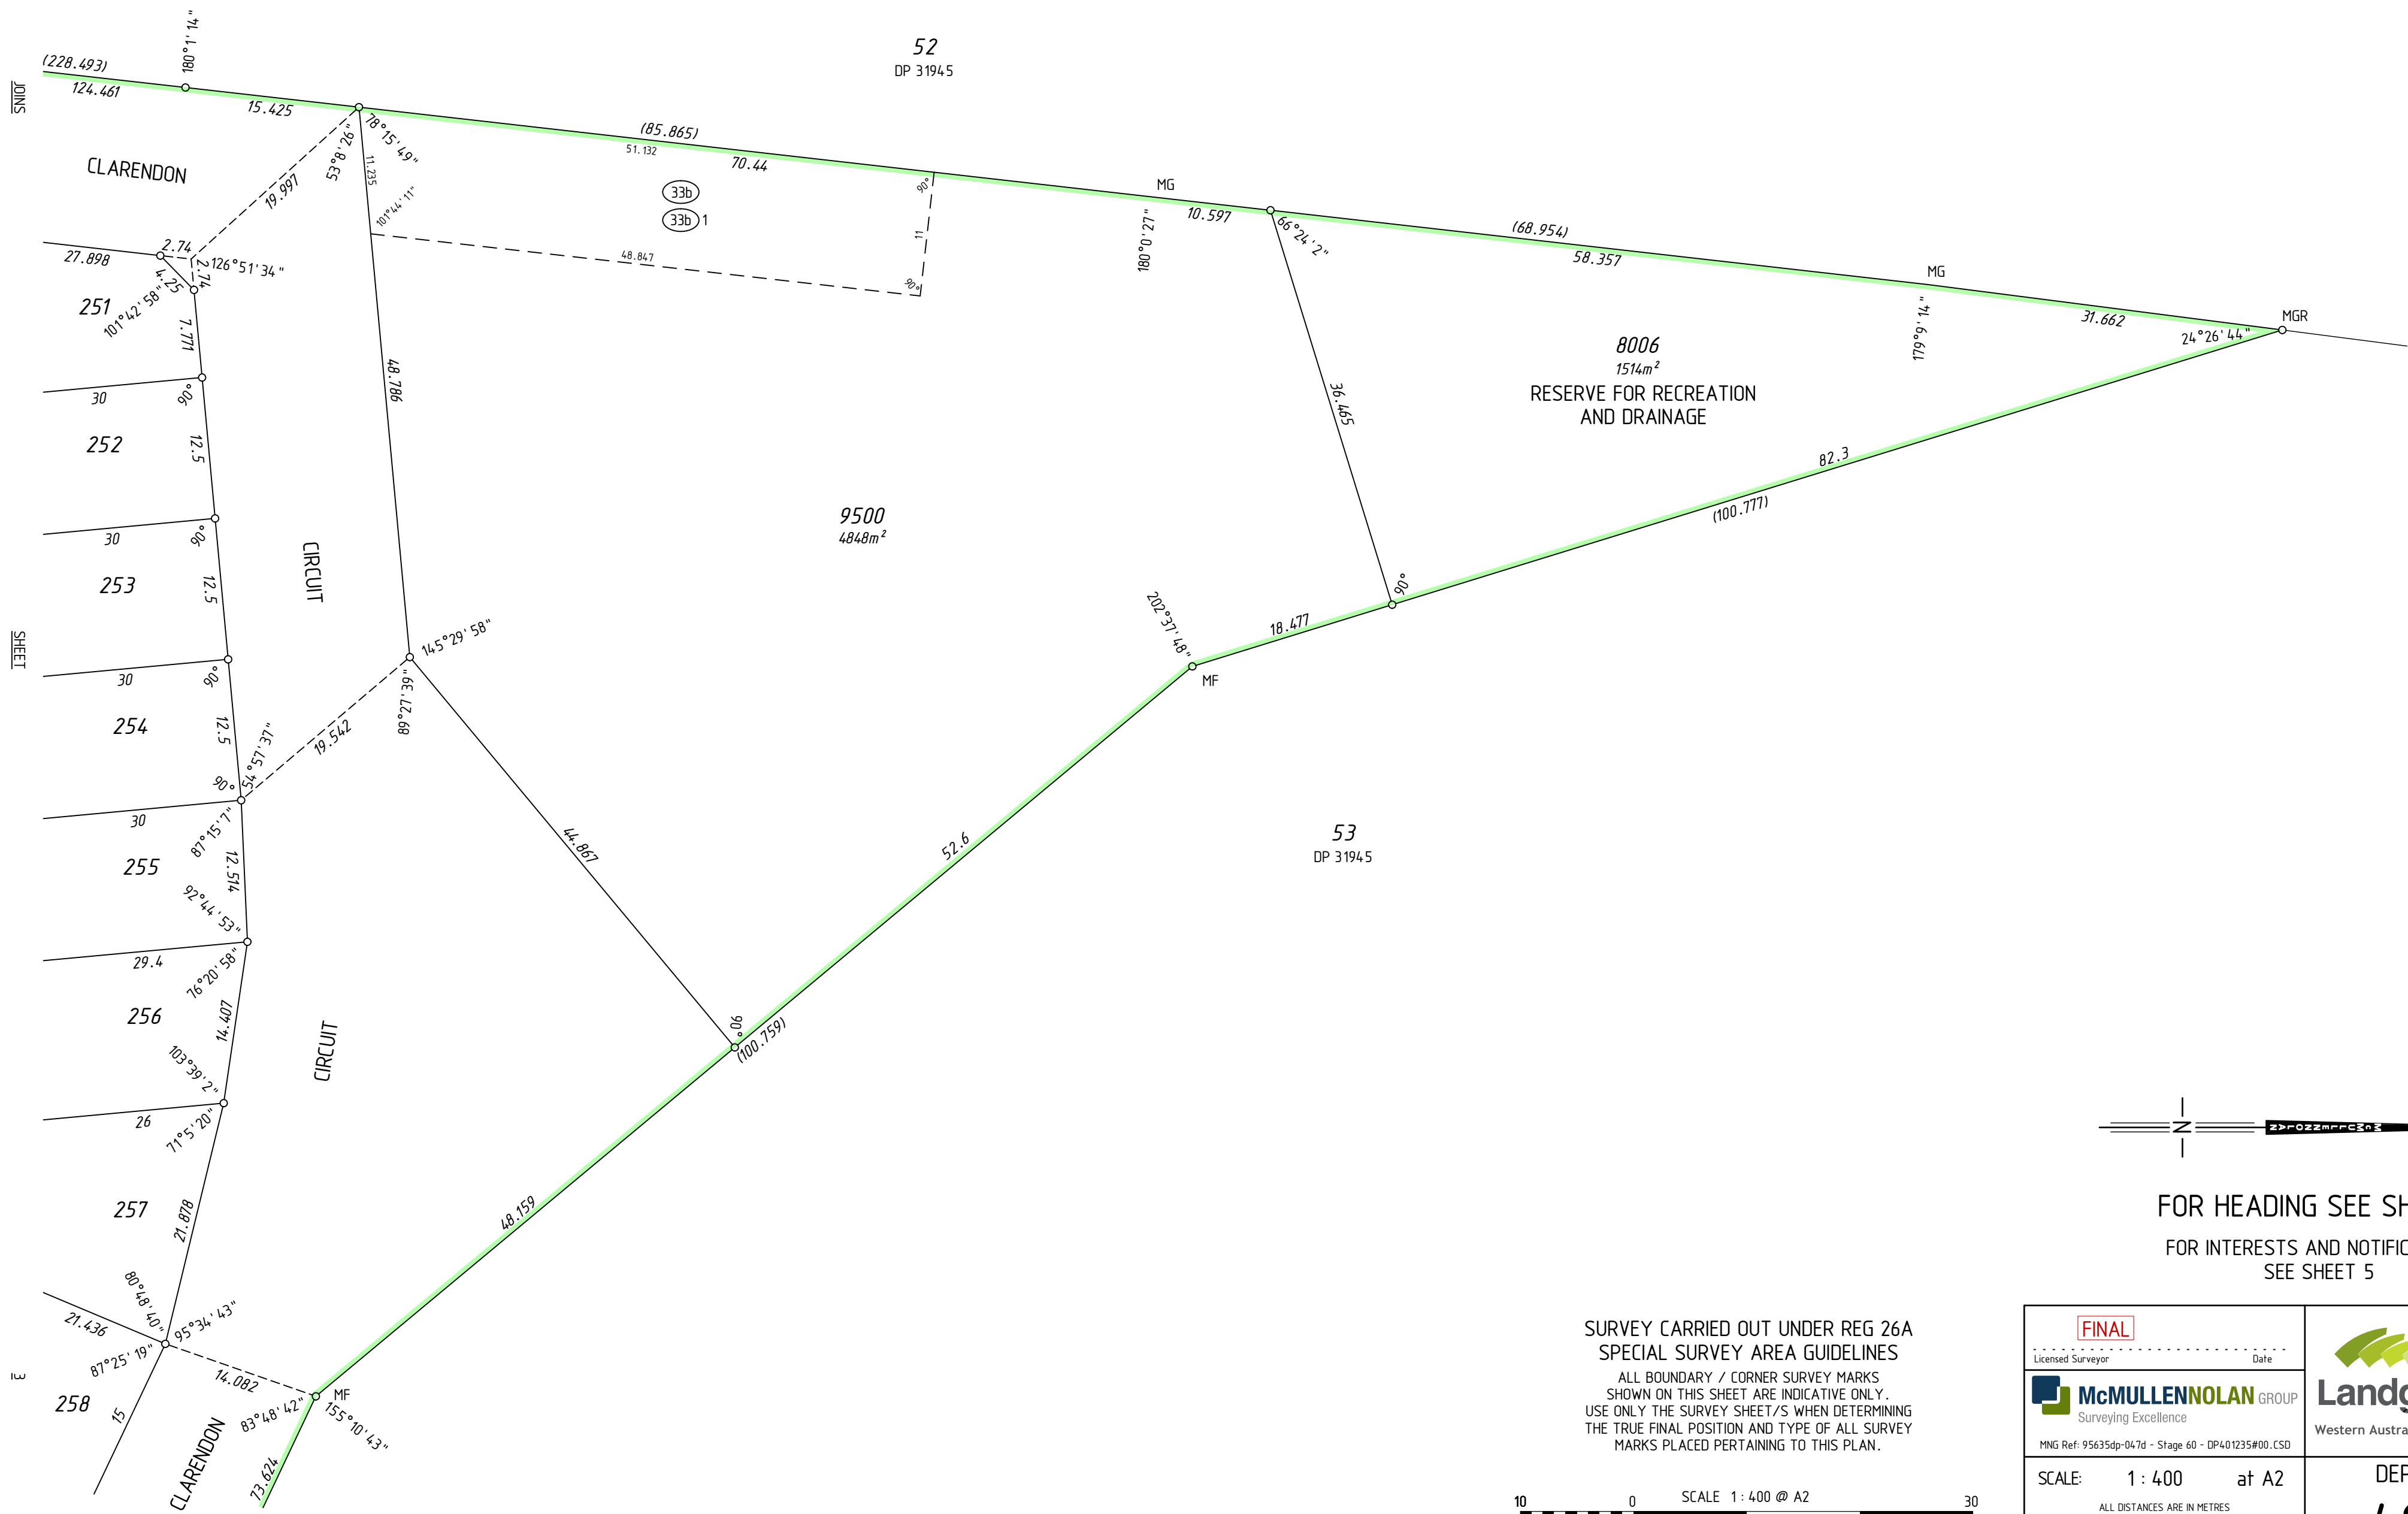 52
DP 31945
180°1'14"
(228.493)
124.461
15.425
JOINS
(85.865)
51.132
70.44
78°15'49"
53°8'26"
11.235
101°44'11"
33b
33b 1
90°
11
90°
48.847
MG
10.597
180°0'27"
66°24'2"
(68.954)
58.357
MG
179°9'14"
31.662
24°26'44"
MGR
CLARENDON
19.997
2.74
27.898
4.25
2.74
126°51'34"
251
101°42'58"
7.771
48.786
8006
1514m²
RESERVE FOR RECREATION
AND DRAINAGE
36.465
30
90°
252
12.5
82.3
(100.777)
9500
4848m²
30
90°
253
12.5
CIRCUIT
90°
202°37'48"
18.477
MF
SHEET
145°29'58"
89°27'39"
30
90°
254
12.5
54°57'37"
19.542
90°
30
87°15'7"
255
12.514
44.867
52.6
53
DP 31945
92°44'53"
29.4
76°20'58"
256
14.407
CIRCUIT
90°
(100.759)
103°39'2"
26
71°5'20"
257
21.878
48.159
80°48'40"
95°34'43"
21.436
87°25'19"
14.082
3
258
15
CLARENDON
83°48'42"
MF
155°10'43"
73.624
N
McMULLENNOLAN
FOR HEADING SEE SH
FOR INTERESTS AND NOTIFIC
SEE SHEET 5
SURVEY CARRIED OUT UNDER REG 26A
SPECIAL SURVEY AREA GUIDELINES
ALL BOUNDARY / CORNER SURVEY MARKS
SHOWN ON THIS SHEET ARE INDICATIVE ONLY.
USE ONLY THE SURVEY SHEET/S WHEN DETERMINING
THE TRUE FINAL POSITION AND TYPE OF ALL SURVEY
MARKS PLACED PERTAINING TO THIS PLAN.
SCALE 1 : 400 @ A2
10 0 30
FINAL
Licensed Surveyor Date
McMULLENNOLAN GROUP
Surveying Excellence
MNG Ref: 95635dp-047d - Stage 60 - DP401235#00.CSD
SCALE: 1 : 400 at A2
ALL DISTANCES ARE IN METRES
Landg
Western Austra
DEP